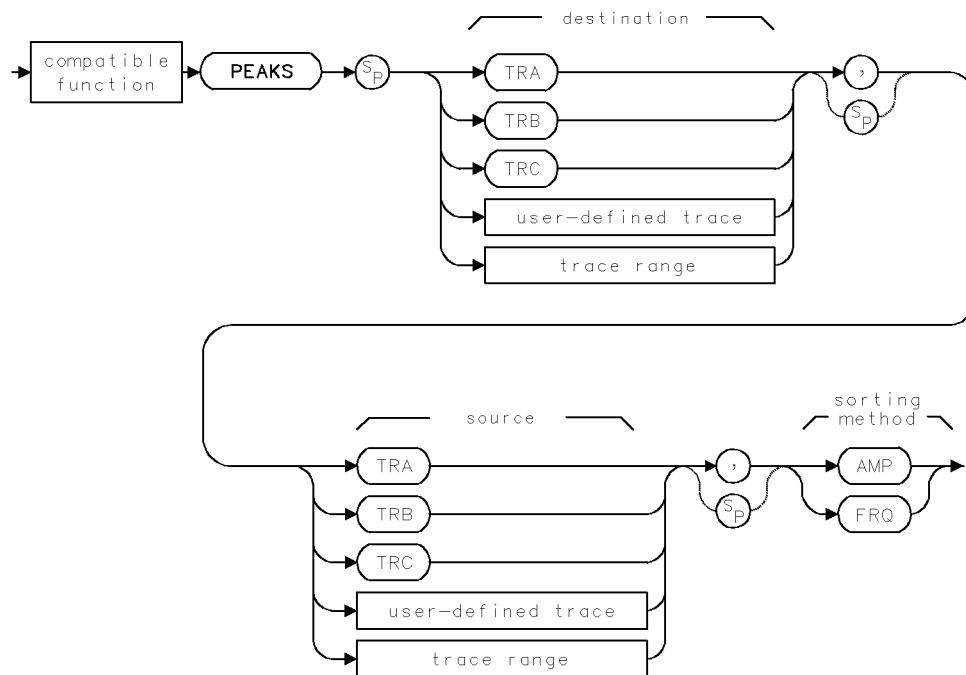 destination
compatible
function
PEAKS
SP
TRA
,
SP
TRB
TRC
user-defined trace
trace range
source
sorting
method
TRA
,
AMP
SP
TRB
FRQ
TRC
user-defined trace
trace range